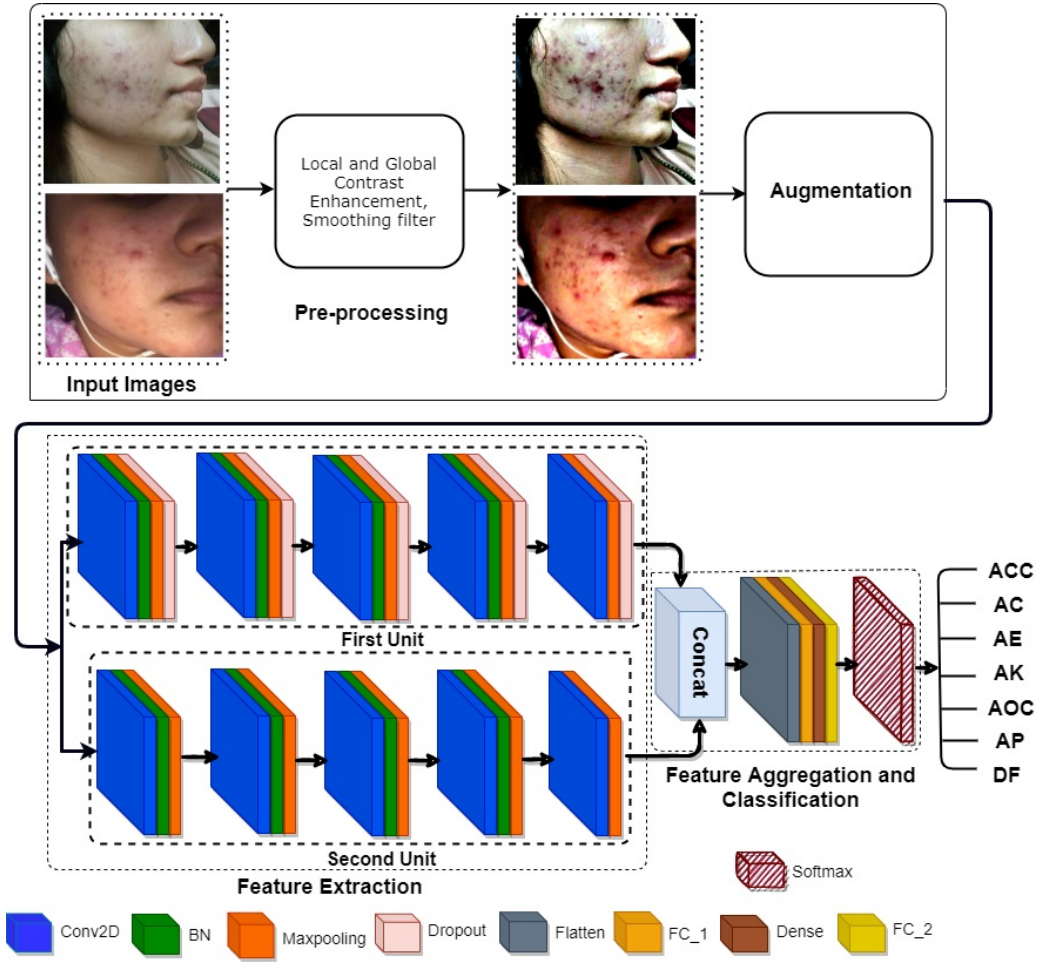 Local and Global
Contrast
Enhancement,
Smoothing filter
Augmentation
Pre-processing
Input Images
First Unit
Concat
ACC
AC
AE
AK
AOC
AP
DF
Feature Aggregation and
Classification
Second Unit
Feature Extraction
Softmax
Conv2D
BN
Maxpooling
Dropout
Flatten
FC_1
Dense
FC_2